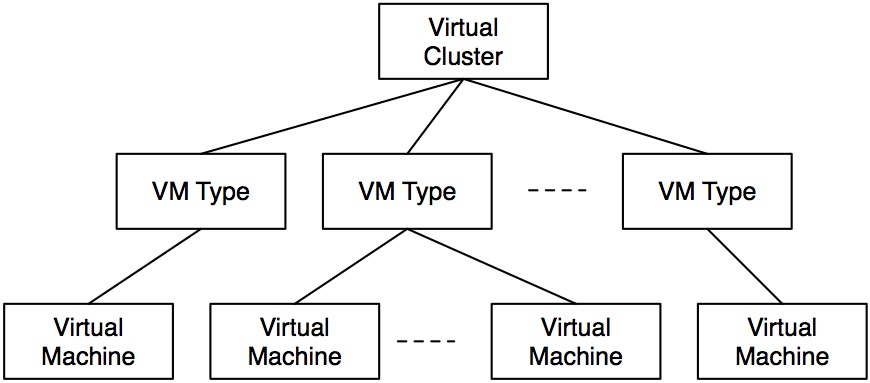 Virtual
Cluster
VM Type
VM Type
VM Type
Virtual
Machine
Virtual
Machine
Virtual
Machine
Virtual
Machine